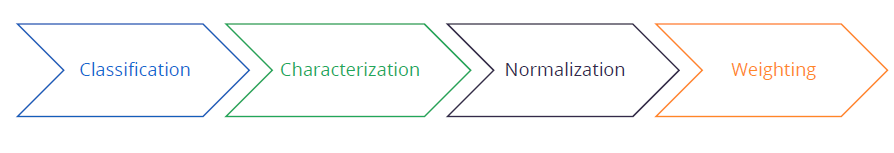 Classification
Characterization
Normalization
Weighting